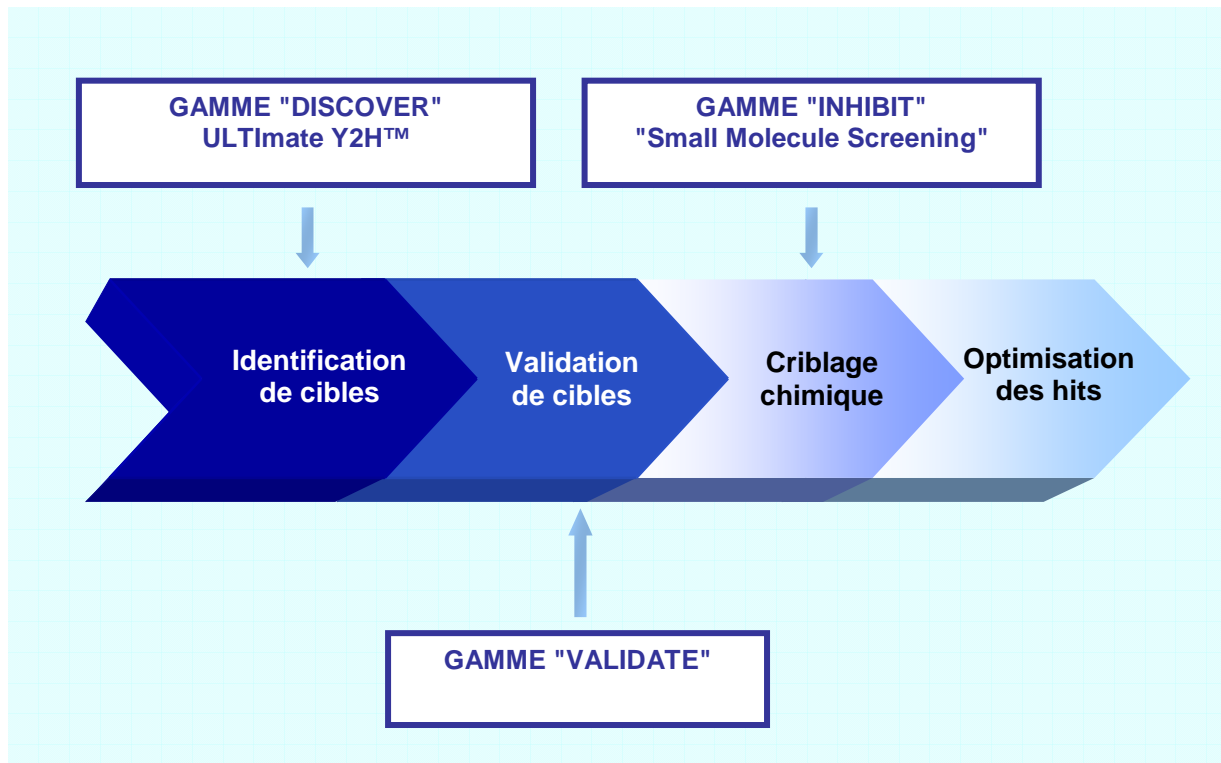 GAMME "DISCOVER"
ULTImate Y2H™
GAMME "INHIBIT"
"Small Molecule Screening"
Identification
de cibles
Validation
de cibles
Criblage
chimique
Optimisation
des hits
GAMME "VALIDATE"